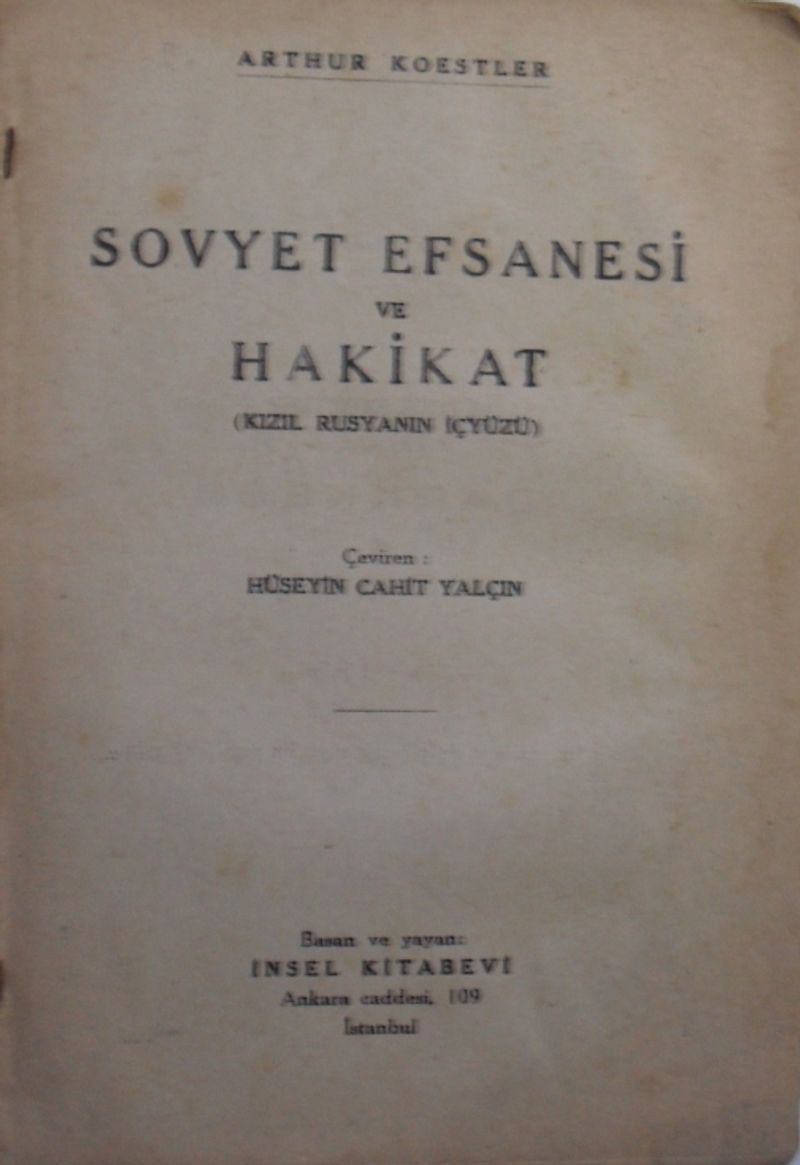 ARTHUR KOESTLER
SOVYET EFSANESİ
VE
HAKİKAT
(KIZIL RUSYANIN İÇYÜZÜ)
Çeviren :
HÜSEYİN CAHİT YALÇIN
Basan ve yayan:
İNSEL KİTABEVİ
Ankara caddesi, 109
İstanbul